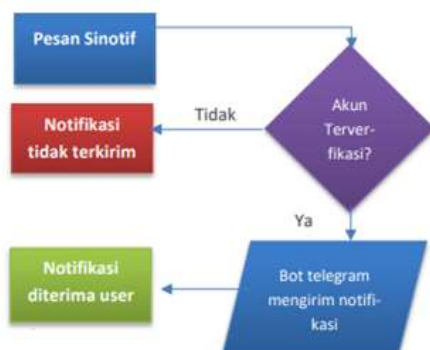 Pesan Sinotif
Akun
Terver-
fikasi?
Tidak
Notifikasi
tidak terkirim
Ya
Bot telegram
mengirim notifi-
kasi
Notifikasi
diterima user